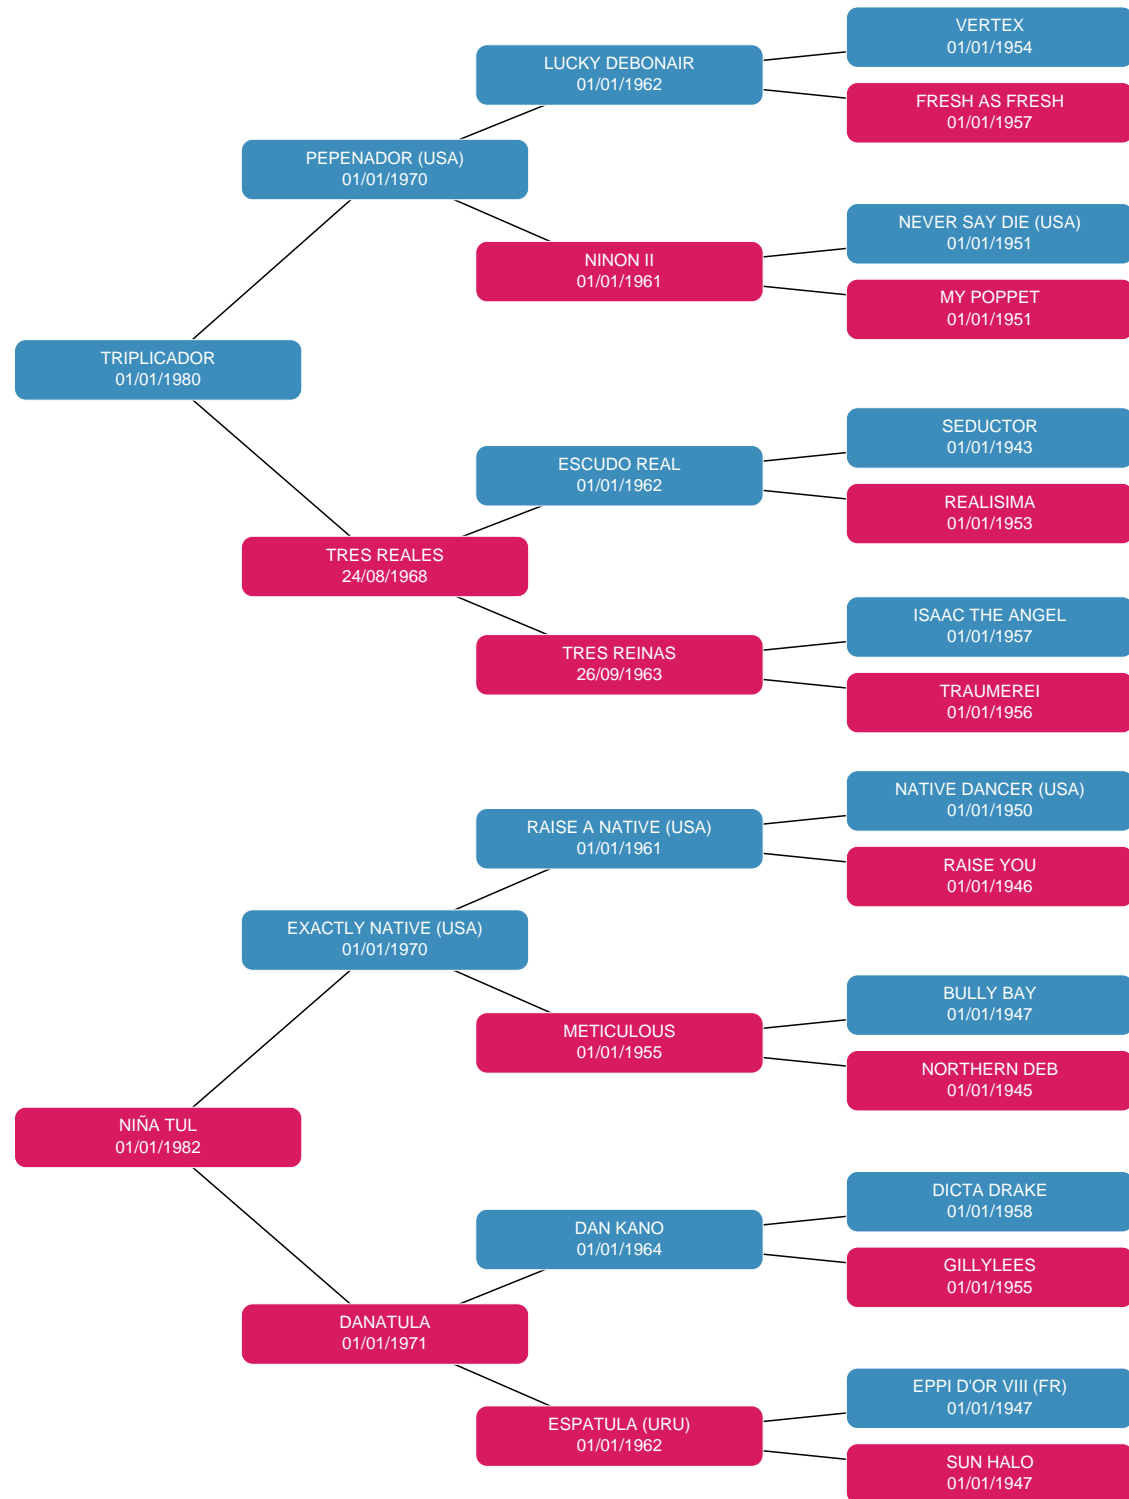 VERTEX
01/01/1954
LUCKY DEBONAIR
01/01/1962
FRESH AS FRESH
01/01/1957
PEPENADOR (USA)
01/01/1970
NEVER SAY DIE (USA)
01/01/1951
NINON II
01/01/1961
MY POPPET
01/01/1951
TRIPLICADOR
01/01/1980
SEDUCTOR
01/01/1943
ESCUDO REAL
01/01/1962
REALISIMA
01/01/1953
TRES REALES
24/08/1968
ISAAC THE ANGEL
01/01/1957
TRES REINAS
26/09/1963
TRAUMEREI
01/01/1956
NATIVE DANCER (USA)
01/01/1950
RAISE A NATIVE (USA)
01/01/1961
RAISE YOU
01/01/1946
EXACTLY NATIVE (USA)
01/01/1970
BULLY BAY
01/01/1947
METICULOUS
01/01/1955
NORTHERN DEB
01/01/1945
NIÑA TUL
01/01/1982
DICTA DRAKE
01/01/1958
DAN KANO
01/01/1964
GILLYLEES
01/01/1955
DANATULA
01/01/1971
EPPI D'OR VIII (FR)
01/01/1947
ESPATULA (URU)
01/01/1962
SUN HALO
01/01/1947